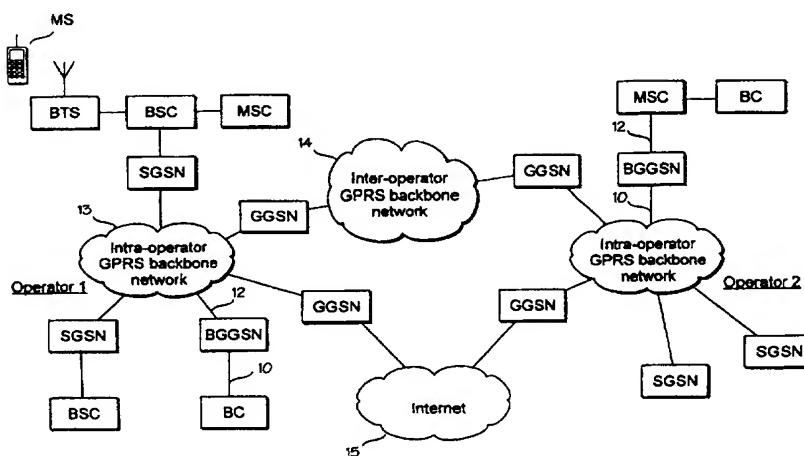 MS
BTS
BSC
MSC
SGSN
13
Intra-operator
GPRS backbone
network
Operator 1
GGSN
14
Inter-operator
GPRS backbone
network
GGSN
MSC
BC
12
BGGSN
10
Intra-operator
GPRS backbone
network
Operator 2
SGSN
BSC
12
BGGSN
10
BC
GGSN
GGSN
Internet
15
SGSN
SGSN